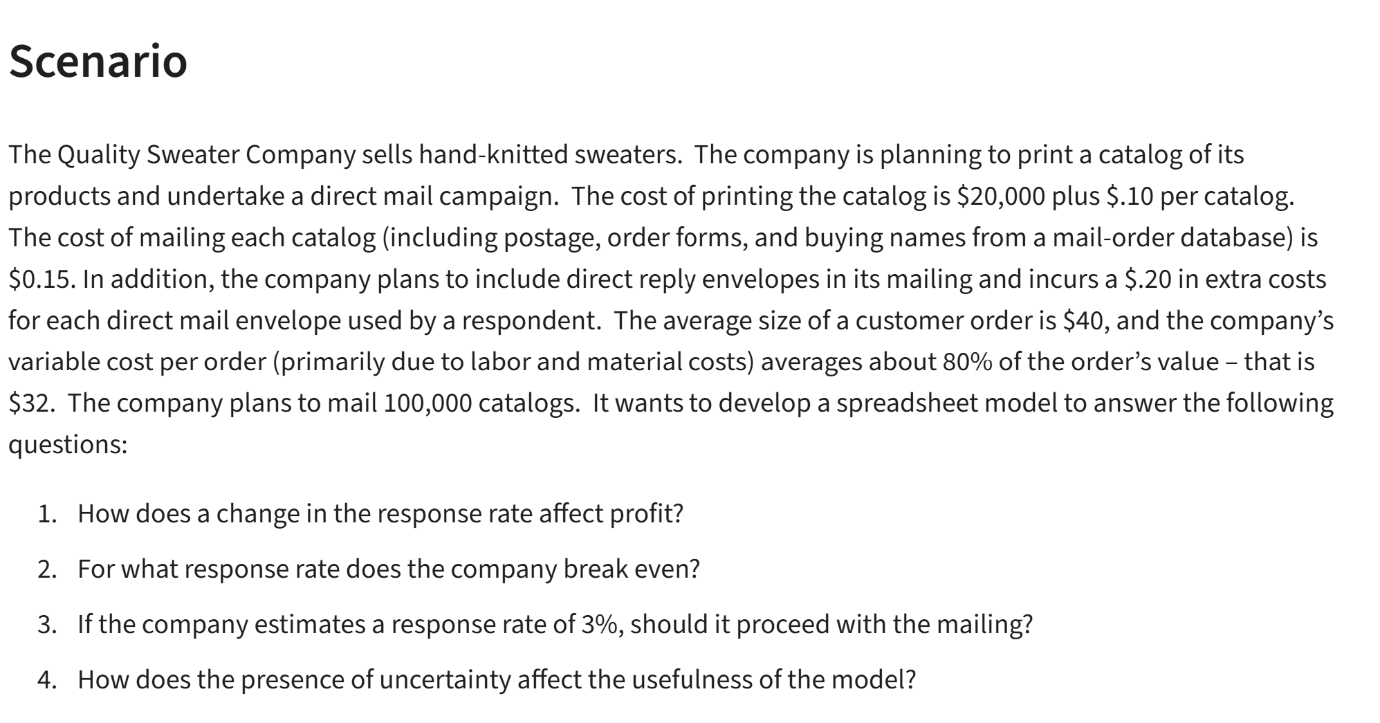 Scenario
The Quality Sweater Company sells hand-knitted sweaters.  The company is planning to print a catalog of its
products and undertake a direct mail campaign.  The cost of printing the catalog is $20,000 plus $.10 per catalog.
The cost of mailing each catalog (including postage, order forms, and buying names from a mail-order database) is
$0.15. In addition, the company plans to include direct reply envelopes in its mailing and incurs a $.20 in extra costs
for each direct mail envelope used by a respondent.  The average size of a customer order is $40, and the company’s
variable cost per order (primarily due to labor and material costs) averages about 80% of the order’s value – that is
$32.  The company plans to mail 100,000 catalogs.  It wants to develop a spreadsheet model to answer the following
questions:
1. How does a change in the response rate affect profit?
2. For what response rate does the company break even?
3. If the company estimates a response rate of 3%, should it proceed with the mailing?
4. How does the presence of uncertainty affect the usefulness of the model?